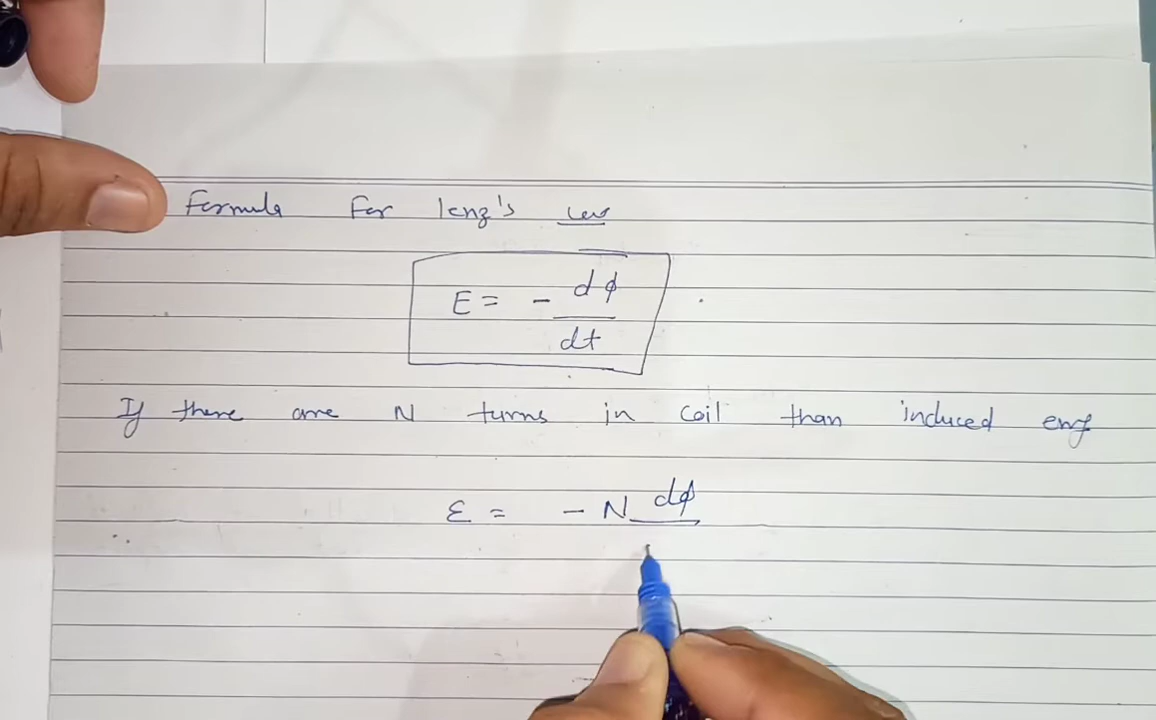 Formula For lenz's law
E = - dϕ
dt
If there are N turns in coil than induced emf
ε = - N dϕ